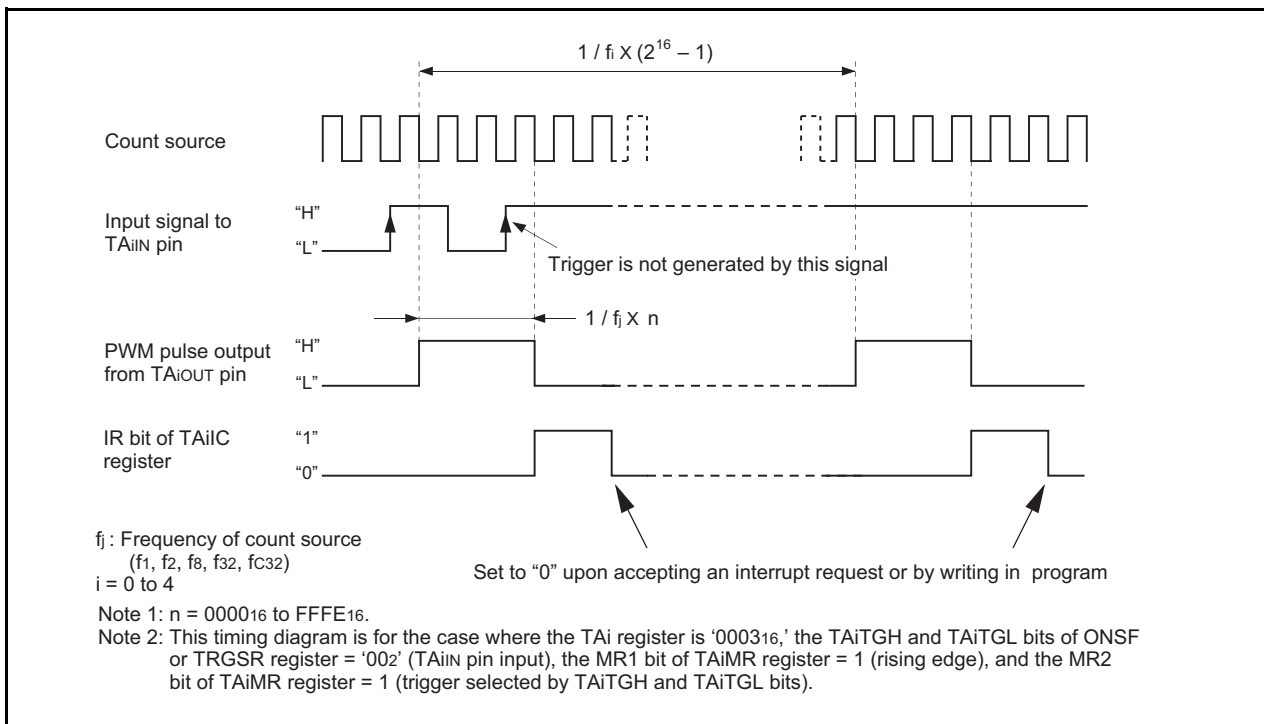 1 / fi X (2^16 – 1)
Count source
Input signal to
TAiIN pin
“H”
“L”
Trigger is not generated by this signal
1 / fj X n
PWM pulse output
from TAiOUT pin
“H”
“L”
IR bit of TAiIC
register
“1”
“0”
fj : Frequency of count source
(f1, f2, f8, f32, fC32)
i = 0 to 4
Set to “0” upon accepting an interrupt request or by writing in program
Note 1: n = 000016 to FFFE16.
Note 2: This timing diagram is for the case where the TAi register is ‘000316,’ the TAiTGH and TAiTGL bits of ONSF
or TRGSR register = ‘002’ (TAiIN pin input), the MR1 bit of TAiMR register = 1 (rising edge), and the MR2
bit of TAiMR register = 1 (trigger selected by TAiTGH and TAiTGL bits).